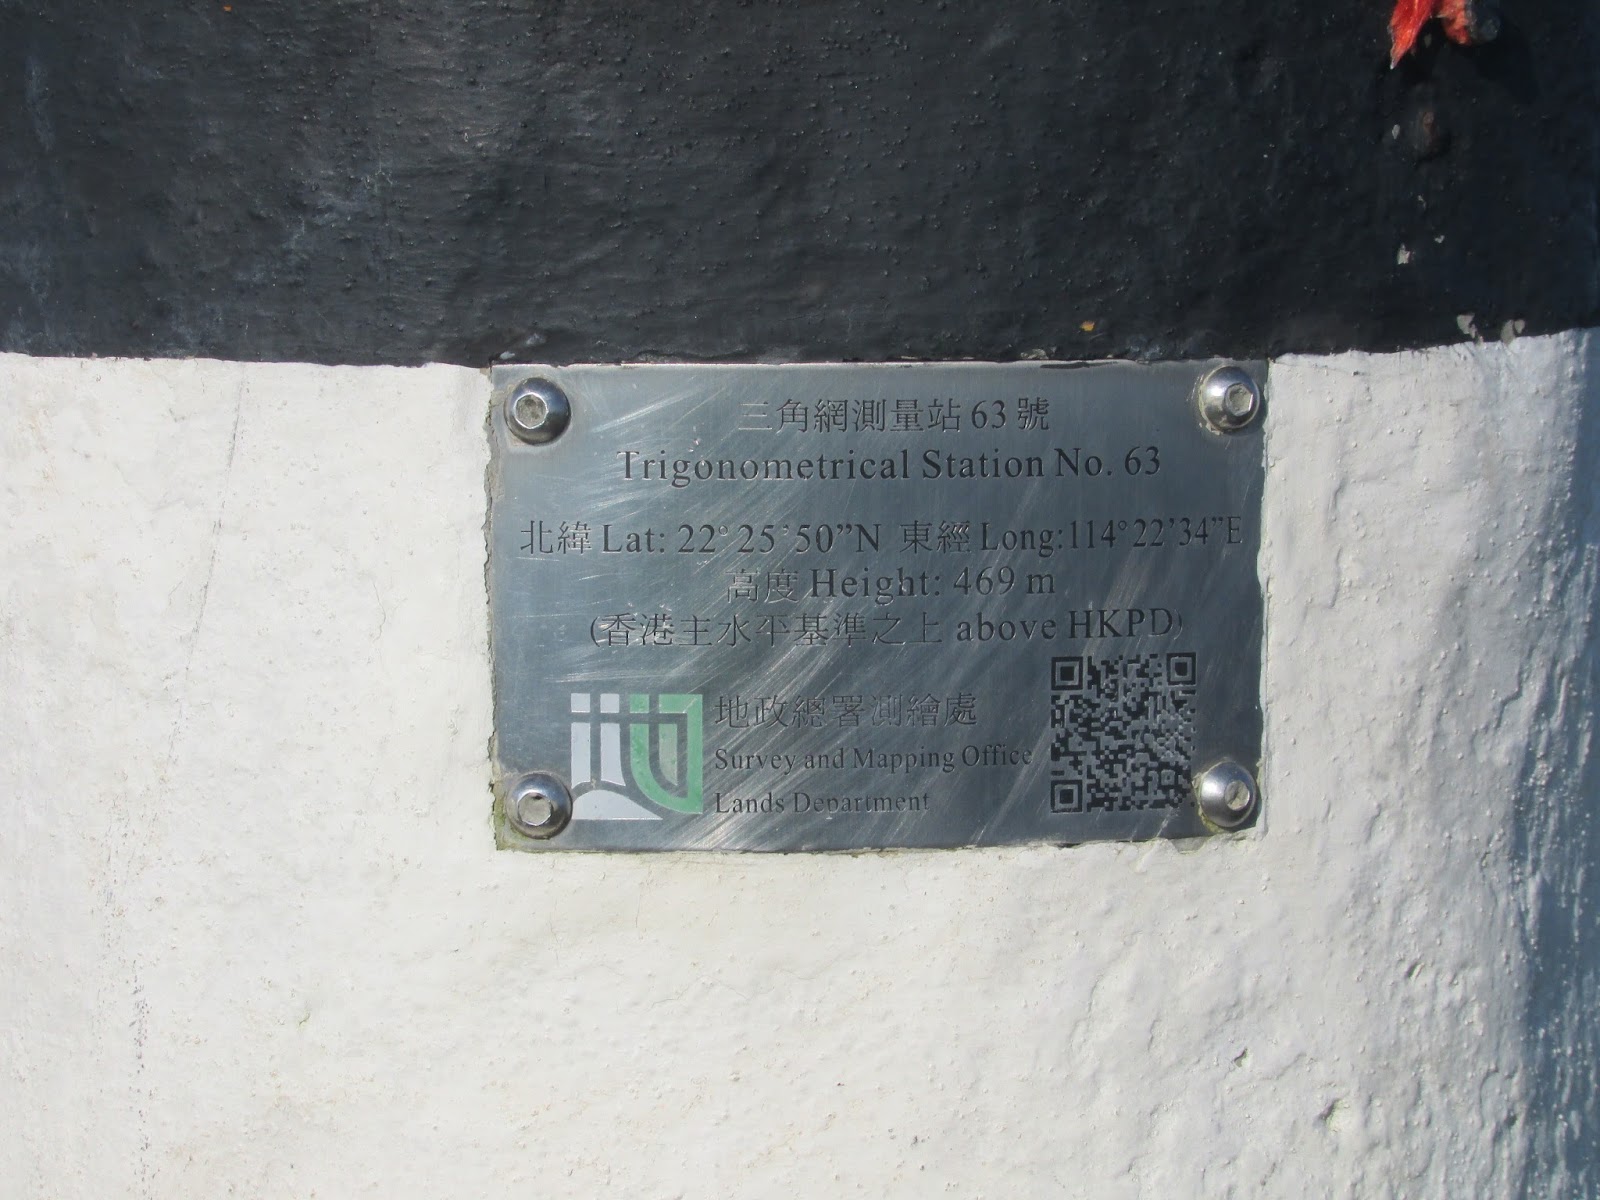 三角網測量站 63 號
Trigonometrical Station No. 63
北緯 Lat: 22° 25'50”N 東經 Long:114°22’34”E
高度 Height: 469 m
(香港主水平基準之上 above HKPD)
地政總署測繪處
Survey and Mapping Office
Lands Department